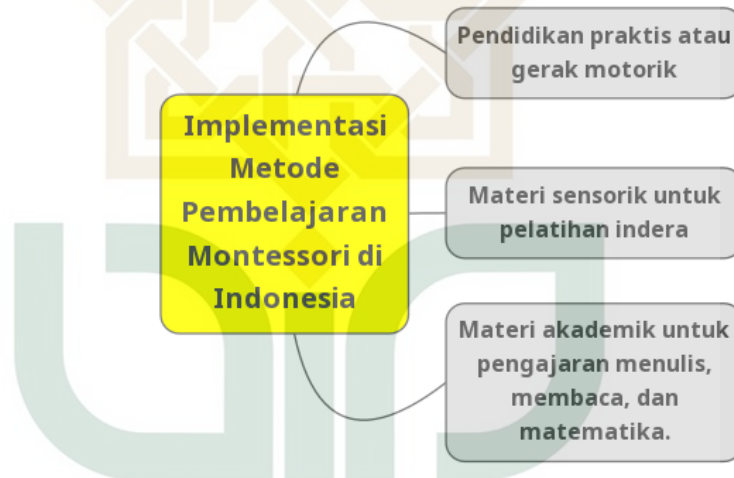 Implementasi
Metode
Pembelajaran
Montessori di
Indonesia
Pendidikan praktis atau
gerak motorik
Materi sensorik untuk
pelatihan indera
Materi akademik untuk
pengajaran menulis,
membaca, dan
matematika.